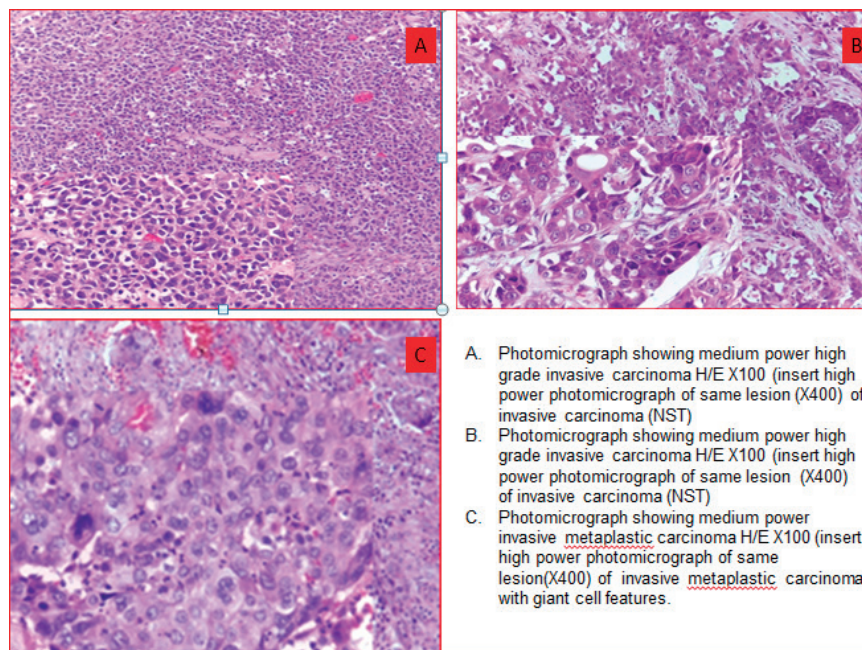 A
B
C
A. Photomicrograph showing medium power high
grade invasive carcinoma H/E X100 (insert high
power photomicrograph of same lesion (X400) of
invasive carcinoma (NST)
B. Photomicrograph showing medium power high
grade invasive carcinoma H/E X100 (insert high
power photomicrograph of same lesion (X400)
of invasive carcinoma (NST)
C. Photomicrograph showing medium power
invasive metaplastic carcinoma H/E X100 (insert
high power photomicrograph of same
lesion(X400) of invasive metaplastic carcinoma
with giant cell features.